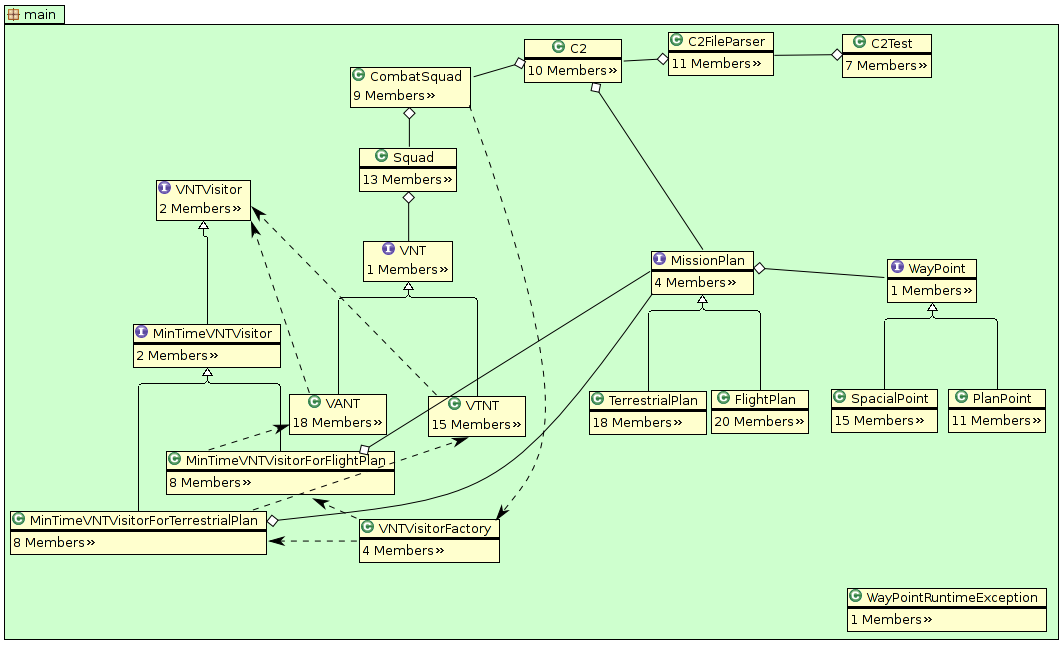 main
C2
10 Members»
C2FileParser
11 Members»
C2Test
7 Members»
CombatSquad
9 Members»
Squad
13 Members»
VNTVisitor
2 Members»
VNT
1 Members»
MissionPlan
4 Members»
WayPoint
1 Members»
MinTimeVNTVisitor
2 Members»
VANT
18 Members»
VTNT
15 Members»
TerrestrialPlan
18 Members»
FlightPlan
20 Members»
SpacialPoint
15 Members»
PlanPoint
11 Members»
MinTimeVNTVisitorForFlightPlan
8 Members»
MinTimeVNTVisitorForTerrestrialPlan
8 Members»
VNTVisitorFactory
4 Members»
WayPointRuntimeException
1 Members»